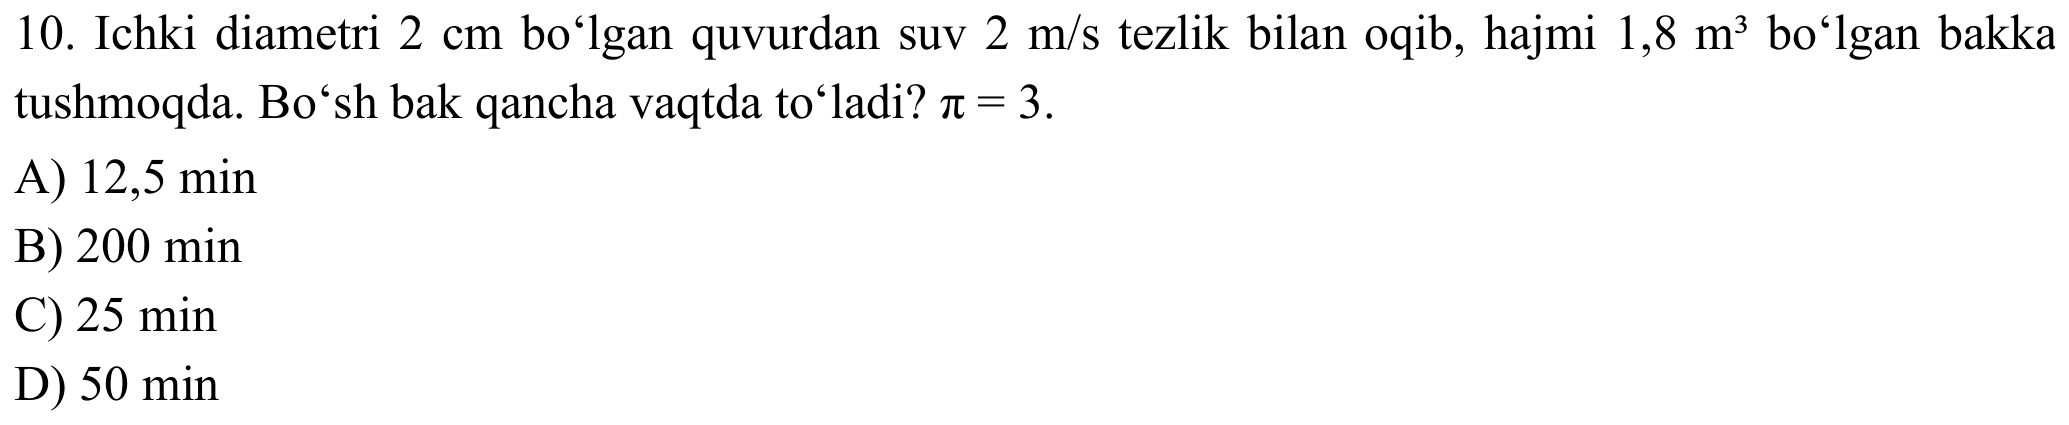 10. Ichki diametri 2 cm bo‘lgan quvurdan suv 2 m/s tezlik bilan oqib, hajmi 1,8 m³ bo‘lgan bakka
tushmoqda. Bo‘sh bak qancha vaqtda to‘ladi? π = 3.
A) 12,5 min
B) 200 min
C) 25 min
D) 50 min